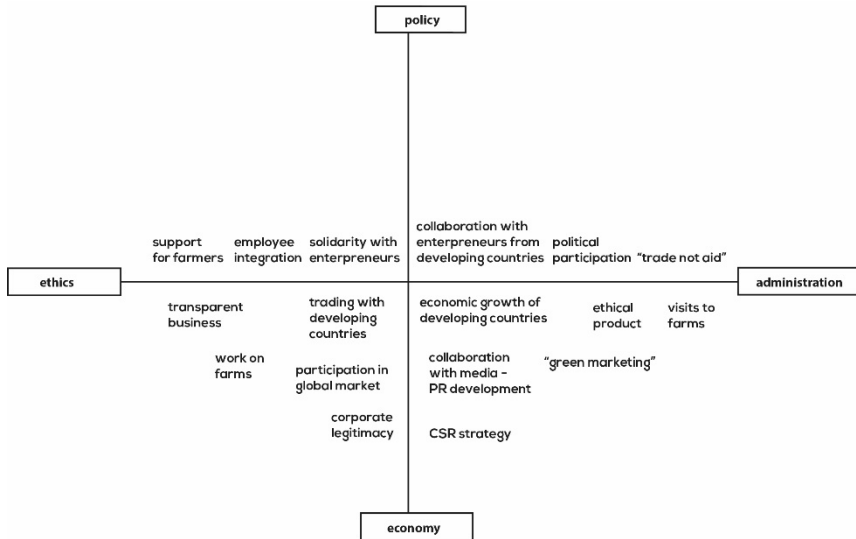 policy
support
for farmers
employee
integration
solidarity with
enterpreneurs
collaboration with
enterpreneurs from
developing countries
political
participation
“trade not aid”
ethics
administration
transparent
business
trading with
developing
countries
economic growth of
developing countries
ethical
product
visits to
farms
work on
farms
participation in
global market
collaboration
with media –
PR development
“green marketing”
corporate
legitimacy
CSR strategy
economy